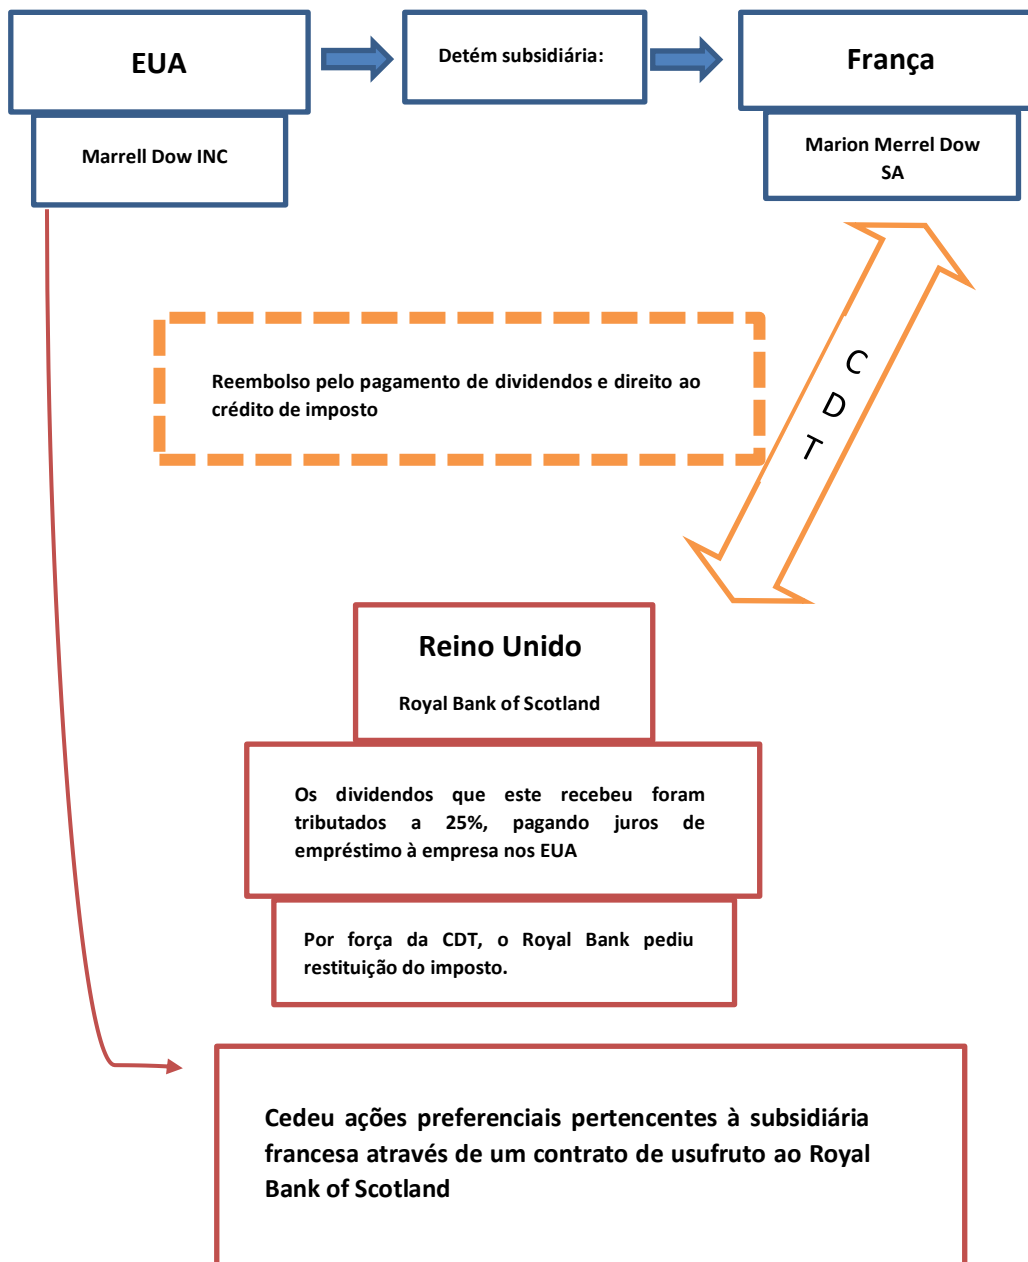 EUA
Detém subsidiária:
França
Marrell Dow INC
Marion Merrel Dow
SA
C
D
T
Reembolso pelo pagamento de dividendos e direito ao
crédito de imposto
Reino Unido
Royal Bank of Scotland
Os dividendos que este recebeu foram
tributados a 25%, pagando juros de
empréstimo à empresa nos EUA
Por força da CDT, o Royal Bank pediu
restituição do imposto.
Cedeu ações preferenciais pertencentes à subsidiária
francesa através de um contrato de usufruto ao Royal
Bank of Scotland